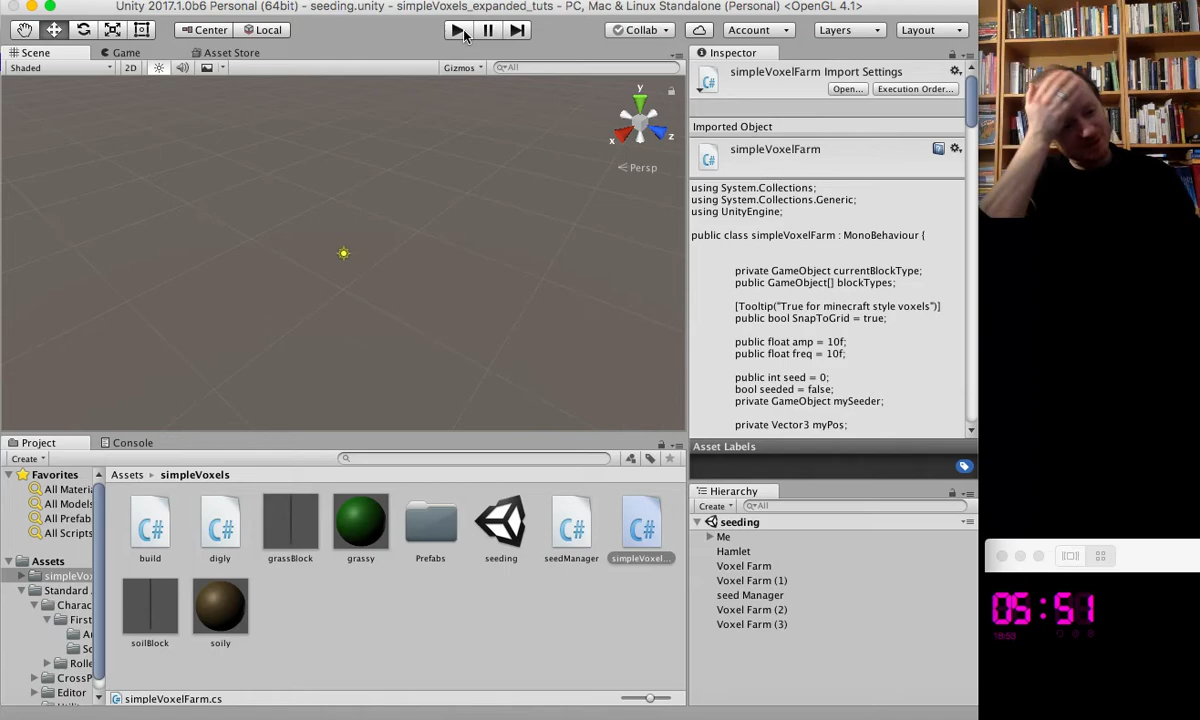 Unity 2017.1.0b6 Personal (64bit) - seeding.unity - simpleVoxels_expanded_tuts - PC, Mac & Linux Standalone (Personal) <OpenGL 4.1>
Center Local Collab Account Layers Layout
Scene Game Asset Store
Shaded 2D Gizmos All
y
x z
Persp
Inspector
simpleVoxelFarm Import Settings
Open... Execution Order...
Imported Object
simpleVoxelFarm
using System.Collections;
using System.Collections.Generic;
using UnityEngine;
public class simpleVoxelFarm : MonoBehaviour {
private GameObject currentBlockType;
public GameObject[] blockTypes;
[Tooltip("True for minecraft style voxels")]
public bool SnapToGrid = true;
public float amp = 10f;
public float freq = 10f;
public int seed = 0;
bool seeded = false;
private GameObject mySeeder;
private Vector3 myPos;
Asset Labels
Project Console
Create
Favorites
All Materi
All Models
All Prefab
All Scripts
Assets
simpleVo
Standard
Charac
First
Au
Sc
Rolle
CrossP
Editor
Assets simpleVoxels
build digly grassBlock grassy Prefabs seeding seedManager simpleVoxel...
soilBlock soily
simpleVoxelFarm.cs
Hierarchy
Create All
seeding
Me
Hamlet
Voxel Farm
Voxel Farm (1)
seed Manager
Voxel Farm (2)
Voxel Farm (3)
05:51